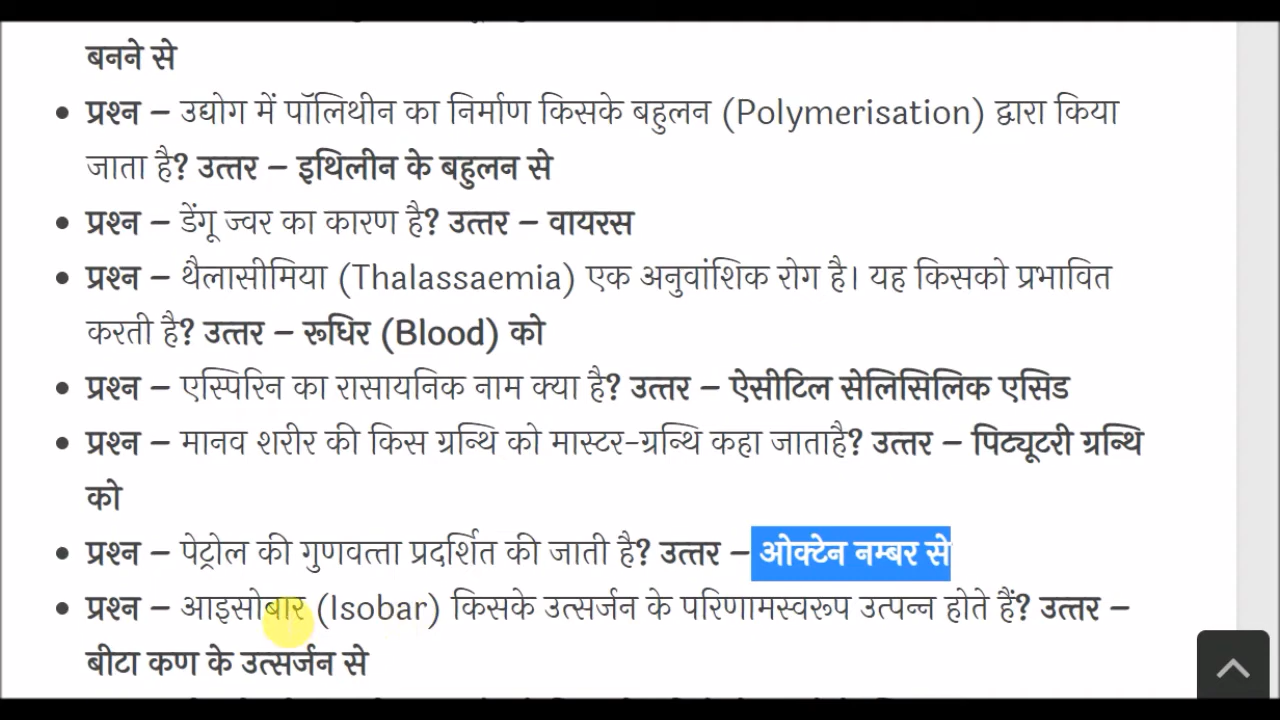 बनने से
प्रश्न – उद्योग में पॉलिथीन का निर्माण किसके बहुलन (Polymerisation) द्वारा किया
जाता है? उत्तर – इथिलीन के बहुलन से
प्रश्न – डेंगू ज्वर का कारण है? उत्तर – वायरस
प्रश्न – थैलासीमिया (Thalassaemia) एक अनुवांशिक रोग है। यह किसको प्रभावित
करती है? उत्तर – रूधिर (Blood) को
प्रश्न – एस्पिरिन का रासायनिक नाम क्या है? उत्तर – ऐसीटिल सेलिसिलिक एसिड
प्रश्न – मानव शरीर की किस ग्रन्थि को मास्टर-ग्रन्थि कहा जाताहै? उत्तर – पिट्यूटरी ग्रन्थि
को
प्रश्न – पेट्रोल की गुणवत्ता प्रदर्शित की जाती है? उत्तर – ओक्टेन नम्बर से
प्रश्न – आइसोबार (Isobar) किसके उत्सर्जन के परिणामस्वरूप उत्पन्न होते हैं? उत्तर –
बीटा कण के उत्सर्जन से